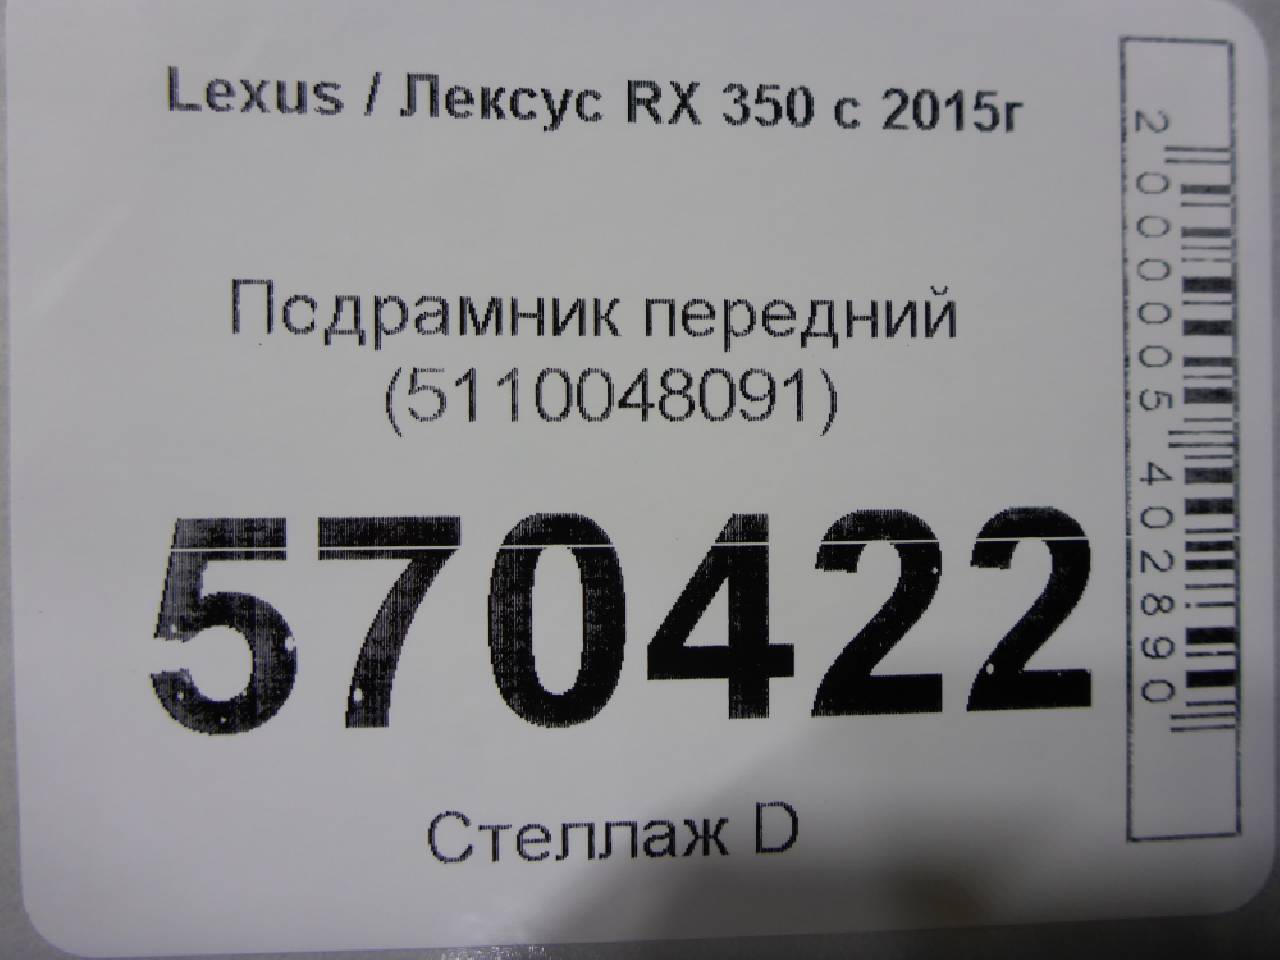 Lexus / Лексус RX 350 с 2015г
Подрамник передний
(5110048091)
570422
Стеллаж D
2000005402890